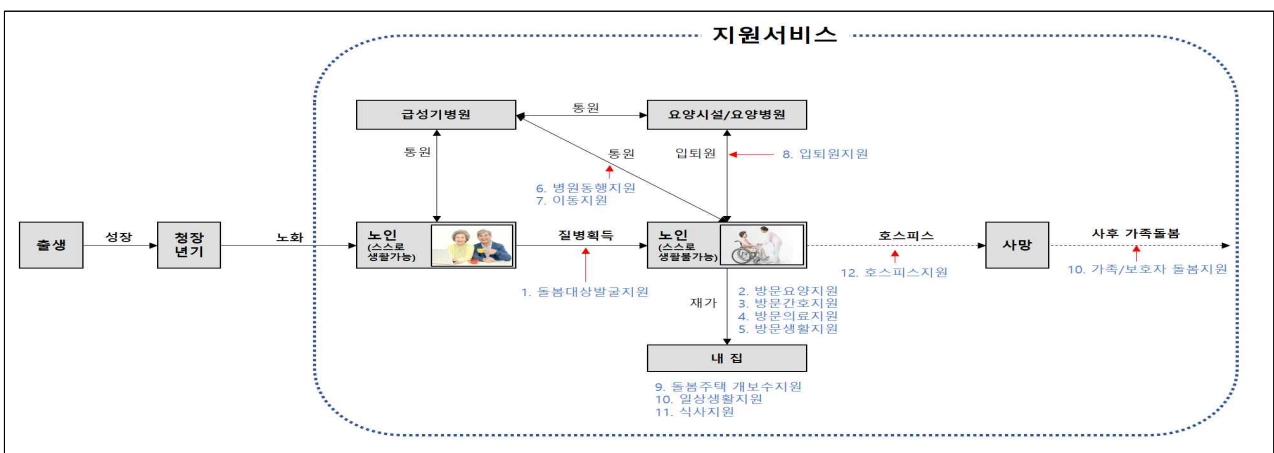 지원서비스
급성기병원
통원
요양시설/요양병원
통원
통원
입퇴원
8. 입퇴원지원
6. 병원동행지원
7. 이동지원
출생
성장
청장
년기
노화
노인
(스스로
생활가능)
질병획득
노인
(스스로
생활불가능)
호스피스
사망
사후 가족돌봄
1. 돌봄대상발굴지원
12. 호스피스지원
10. 가족/보호자 돌봄지원
재가
2. 방문요양지원
3. 방문간호지원
4. 방문의료지원
5. 방문생활지원
내 집
9. 돌봄주택 개보수지원
10. 일상생활지원
11. 식사지원